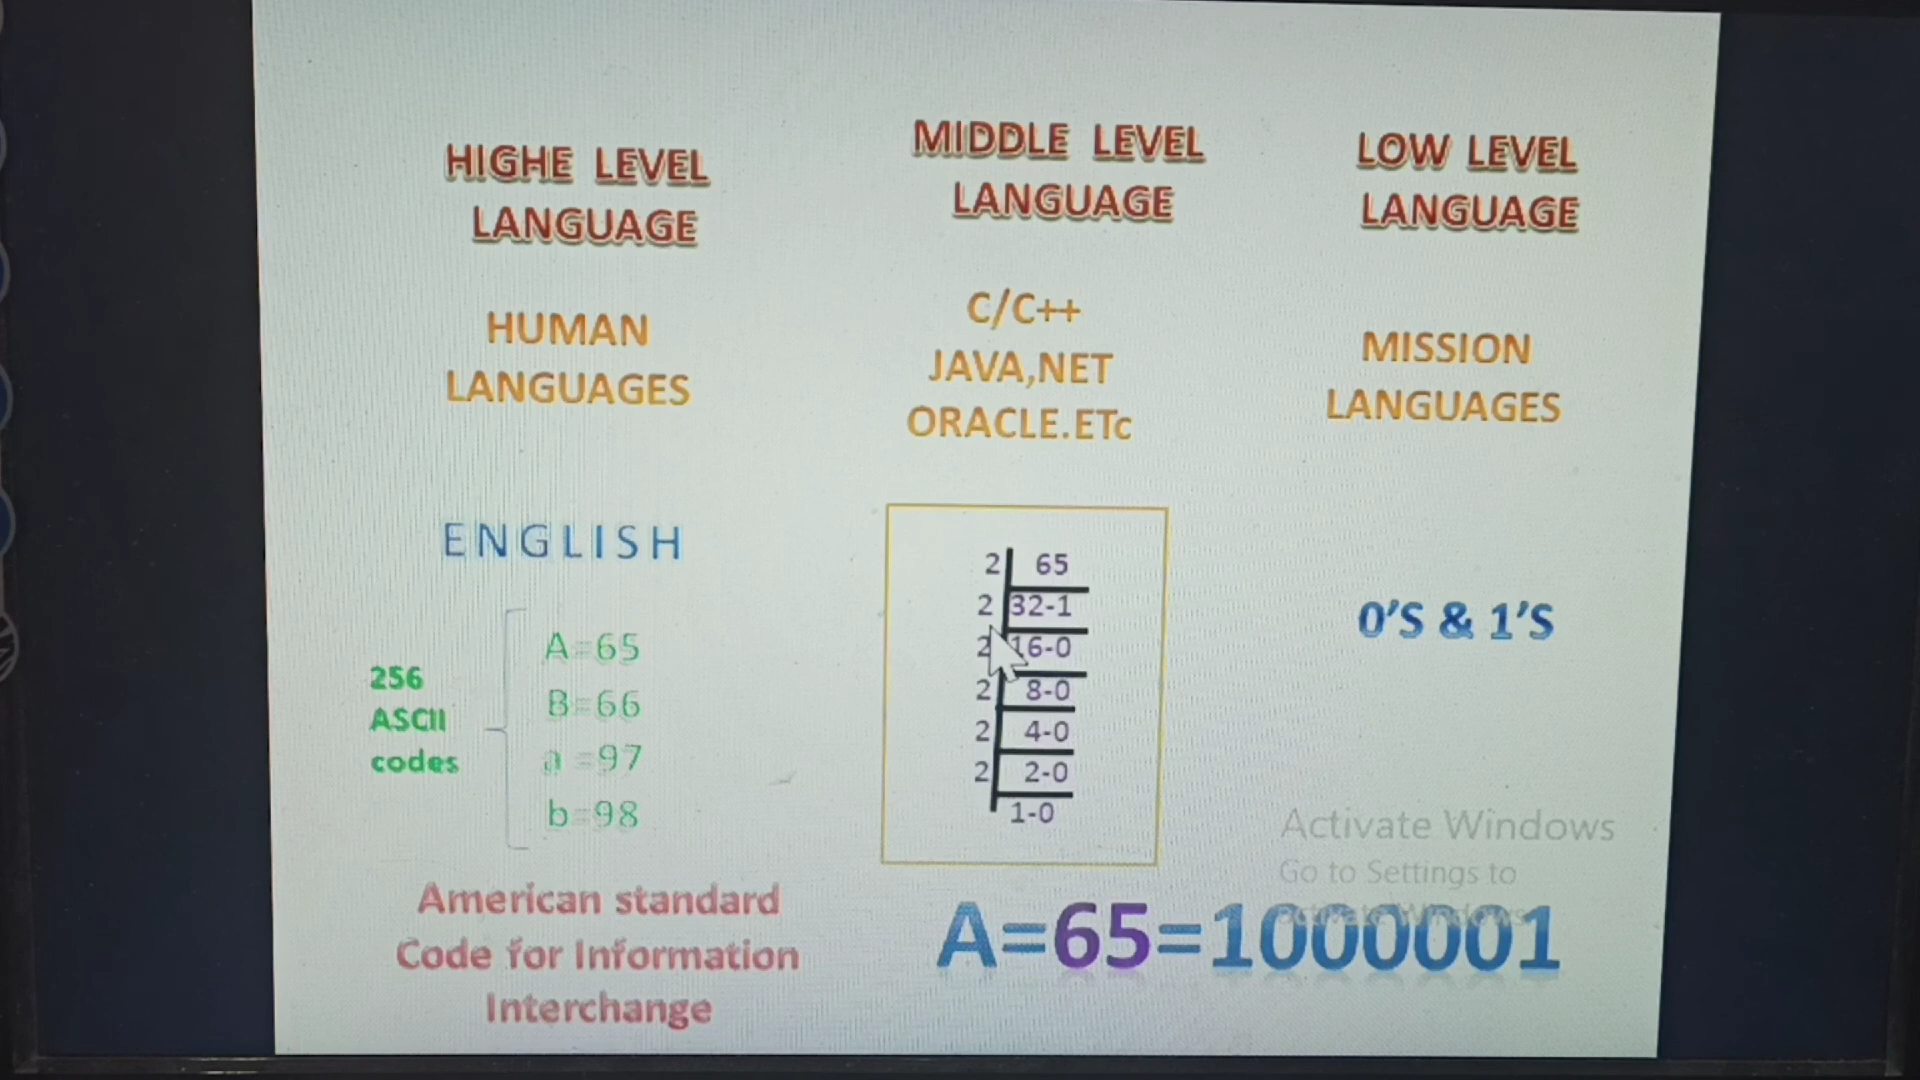 HIGHE LEVEL
LANGUAGE
HUMAN
LANGUAGES
ENGLISH
256
ASCII
codes
A=65
B=66
a =97
b=98
American standard
Code for Information
Interchange
MIDDLE LEVEL
LANGUAGE
C/C++
JAVA,NET
ORACLE.ETc
2 65
2 32-1
2 16-0
2 8-0
2 4-0
2 2-0
1-0
LOW LEVEL
LANGUAGE
MISSION
LANGUAGES
0'S & 1'S
A=65=1000001
Activate Windows
Go to Settings to
activate Windows.